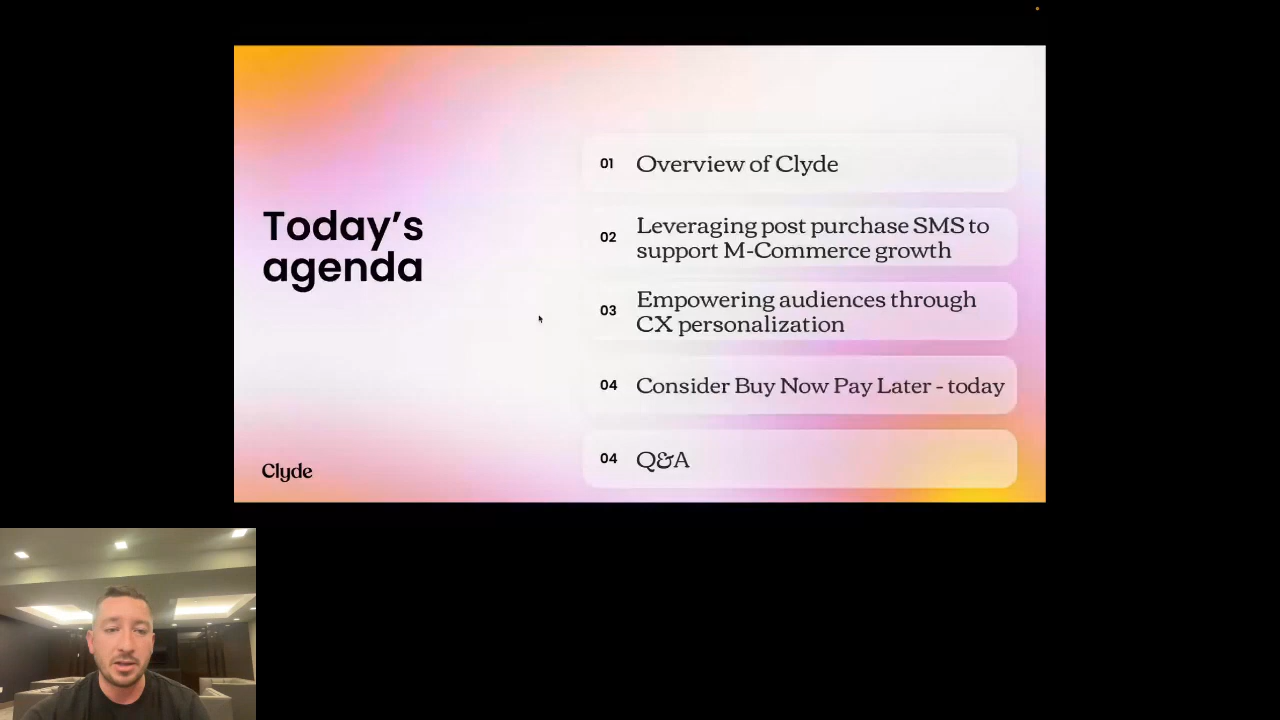 Today's
agenda
01 Overview of Clyde
02 Leveraging post purchase SMS to
support M-Commerce growth
03 Empowering audiences through
CX personalization
04 Consider Buy Now Pay Later - today
04 Q&A
Clyde